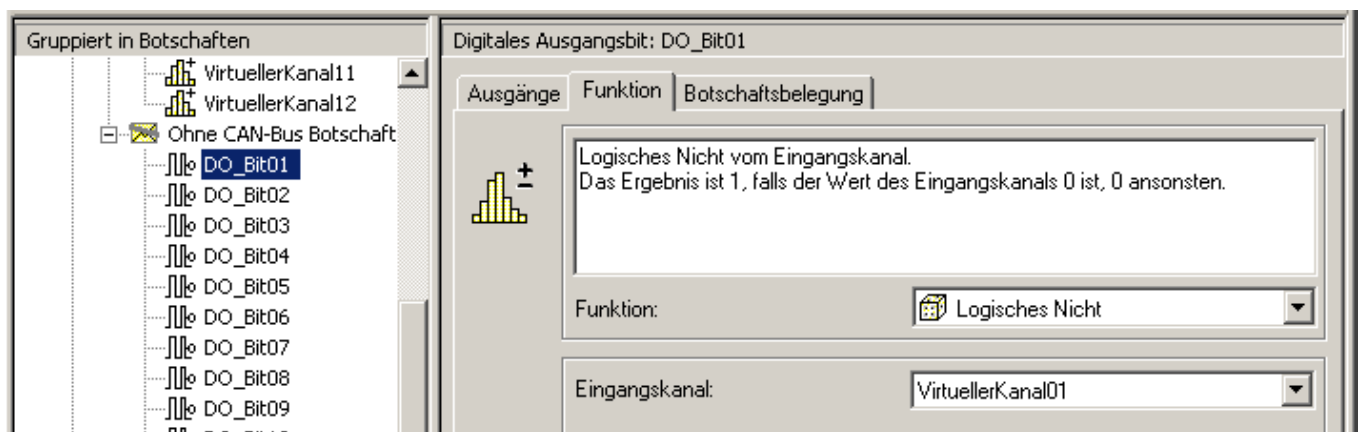 Gruppiert in Botschaften
VirtuellerKanal11
VirtuellerKanal12
Ohne CAN-Bus Botschaft
DO_Bit01
DO_Bit02
DO_Bit03
DO_Bit04
DO_Bit05
DO_Bit06
DO_Bit07
DO_Bit08
DO_Bit09
Digitales Ausgangsbit: DO_Bit01
Ausgänge Funktion Botschaftsbelegung
Logisches Nicht vom Eingangskanal.
Das Ergebnis ist 1, falls der Wert des Eingangskanals 0 ist, 0 ansonsten.
Funktion: Logisches Nicht
Eingangskanal: VirtuellerKanal01